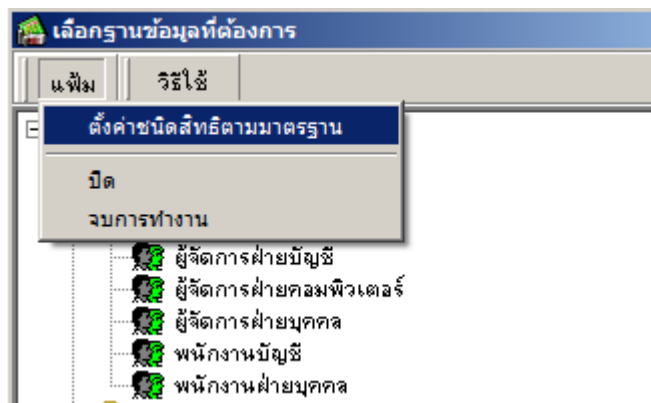 เลือกฐานข้อมูลที่ต้องการ
แฟ้ม วิธีใช้
ตั้งค่าชนิดสิทธิตามมาตรฐาน
ปิด
จบการทำงาน
ผู้จัดการฝ่ายบัญชี
ผู้จัดการฝ่ายคอมพิวเตอร์
ผู้จัดการฝ่ายบุคคล
พนักงานบัญชี
พนักงานฝ่ายบุคคล